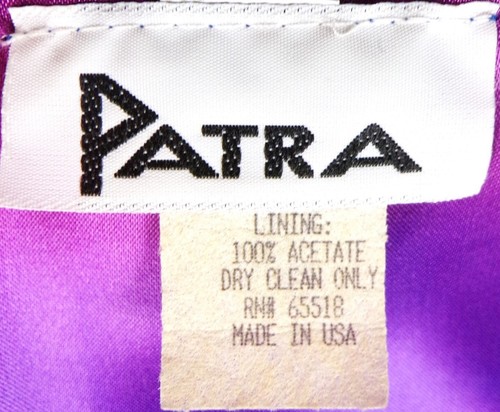 PATRA
LINING:
100% ACETATE
DRY CLEAN ONLY
RN# 65518
MADE IN USA